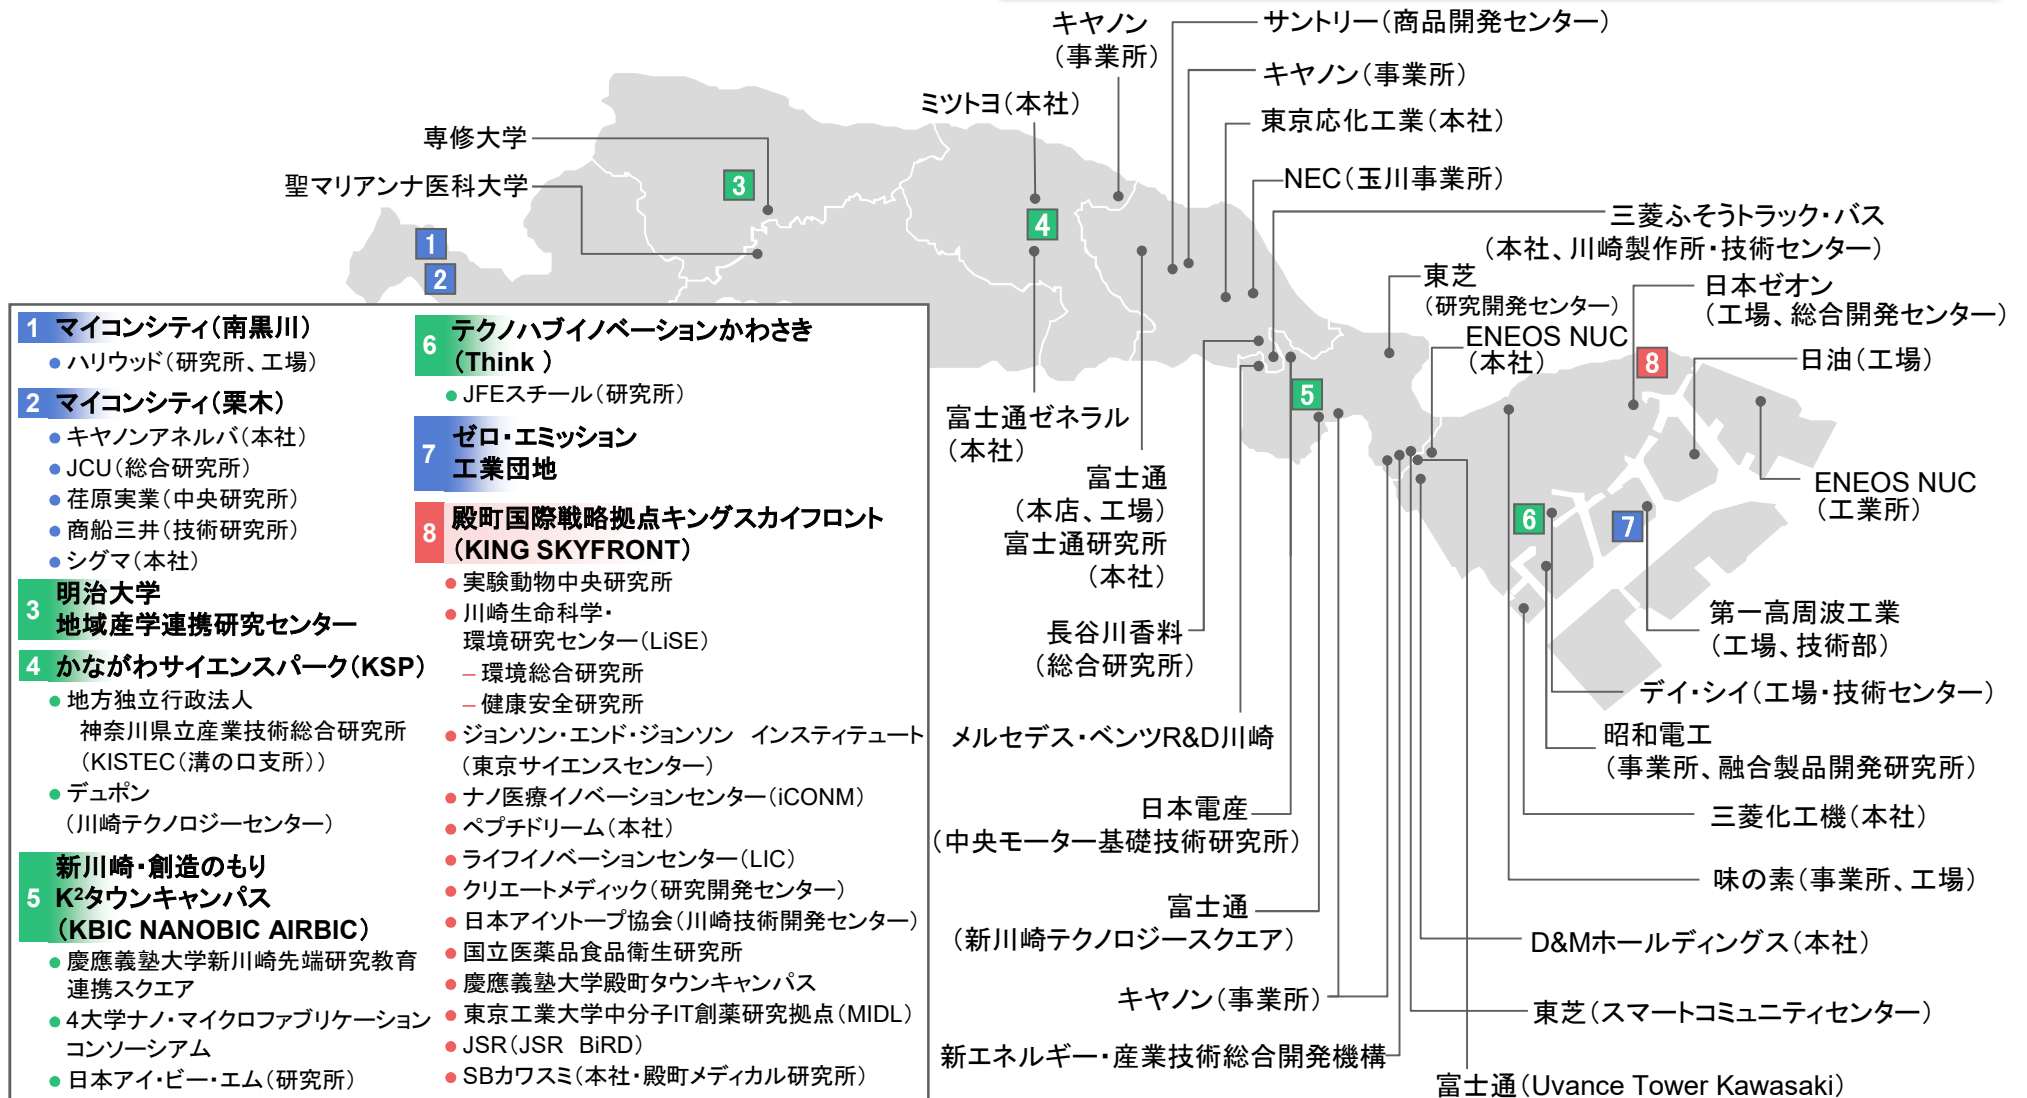 キヤノン
（事業所）
サントリー（商品開発センター）
キヤノン（事業所）
ミツトヨ（本社）
東京応化工業（本社）
専修大学
聖マリアンナ医科大学
NEC（玉川事業所）
三菱ふそうトラック・バス
（本社、川崎製作所・技術センター）
東芝
（研究開発センター）
日本ゼオン
（工場、総合開発センター）
ENEOS NUC
（本社）
日油（工場）
3
4
1
2
5
8
6
7
1 マイコンシティ（南黒川）
● ハリウッド（研究所、工場）
2 マイコンシティ（栗木）
● キヤノンアネルバ（本社）
● JCU（総合研究所）
● 荏原実業（中央研究所）
● 商船三井（技術研究所）
● シグマ（本社）
3 明治大学
地域産学連携研究センター
4 かながわサイエンスパーク（KSP）
● 地方独立行政法人
神奈川県立産業技術総合研究所
（KISTEC（溝の口支所））
● デュポン
（川崎テクノロジーセンター）
5 新川崎・創造のもり
K²タウンキャンパス
（KBIC NANOBIC AIRBIC）
● 慶應義塾大学新川崎先端研究教育
連携スクエア
● 4大学ナノ・マイクロファブリケーション
コンソーシアム
● 日本アイ・ビー・エム（研究所）
6 テクノハブイノベーションかわさき
（Think ）
● JFEスチール（研究所）
7 ゼロ・エミッション
工業団地
8 殿町国際戦略拠点キングスカイフロント
（KING SKYFRONT）
● 実験動物中央研究所
● 川崎生命科学・
環境研究センター（LiSE）
– 環境総合研究所
– 健康安全研究所
● ジョンソン・エンド・ジョンソン インスティテュート
（東京サイエンスセンター）
● ナノ医療イノベーションセンター（iCONM）
● ペプチドリーム（本社）
● ライフイノベーションセンター（LIC）
● クリエートメディック（研究開発センター）
● 日本アイソトープ協会（川崎技術開発センター）
● 国立医薬品食品衛生研究所
● 慶應義塾大学殿町タウンキャンパス
● 東京工業大学中分子IT創薬研究拠点（MIDL）
● JSR（JSR BiRD）
● SBカワスミ（本社・殿町メディカル研究所）
富士通ゼネラル
（本社）
富士通
（本店、工場）
富士通研究所
（本社）
長谷川香料
（総合研究所）
メルセデス・ベンツR&D川崎
日本電産
（中央モーター基礎技術研究所）
富士通
（新川崎テクノロジースクエア）
キヤノン（事業所）
新エネルギー・産業技術総合開発機構
ENEOS NUC
（工業所）
第一高周波工業
（工場、技術部）
デイ・シイ（工場・技術センター）
昭和電工
（事業所、融合製品開発研究所）
三菱化工機（本社）
味の素（事業所、工場）
D&Mホールディングス（本社）
東芝（スマートコミュニティセンター）
富士通（Uvance Tower Kawasaki）